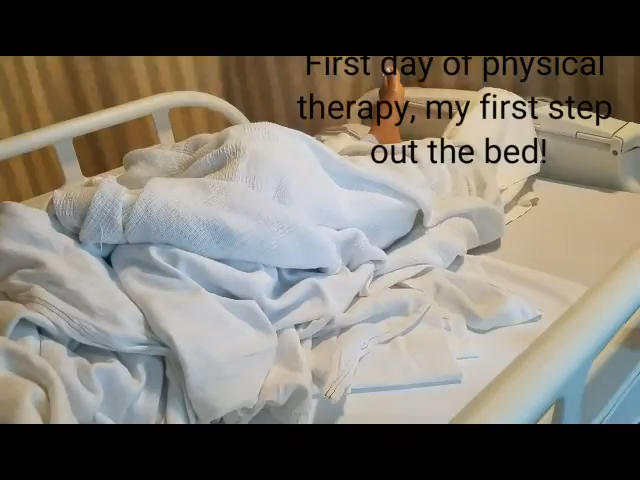 First day of physical
therapy, my first step
out the bed!